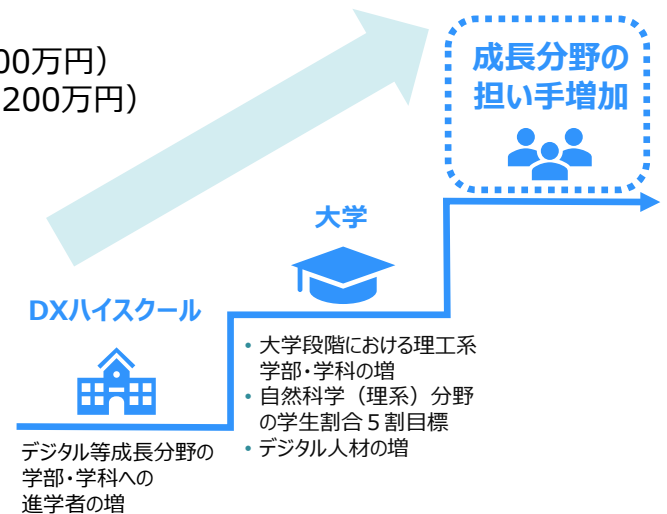 00万円）
200万円）
成長分野の
担い手増加
大学
DXハイスクール
• 大学段階における理工系
学部・学科の増
• 自然科学（理系）分野
の学生割合５割目標
• デジタル人材の増
デジタル等成長分野の
学部・学科への
進学者の増